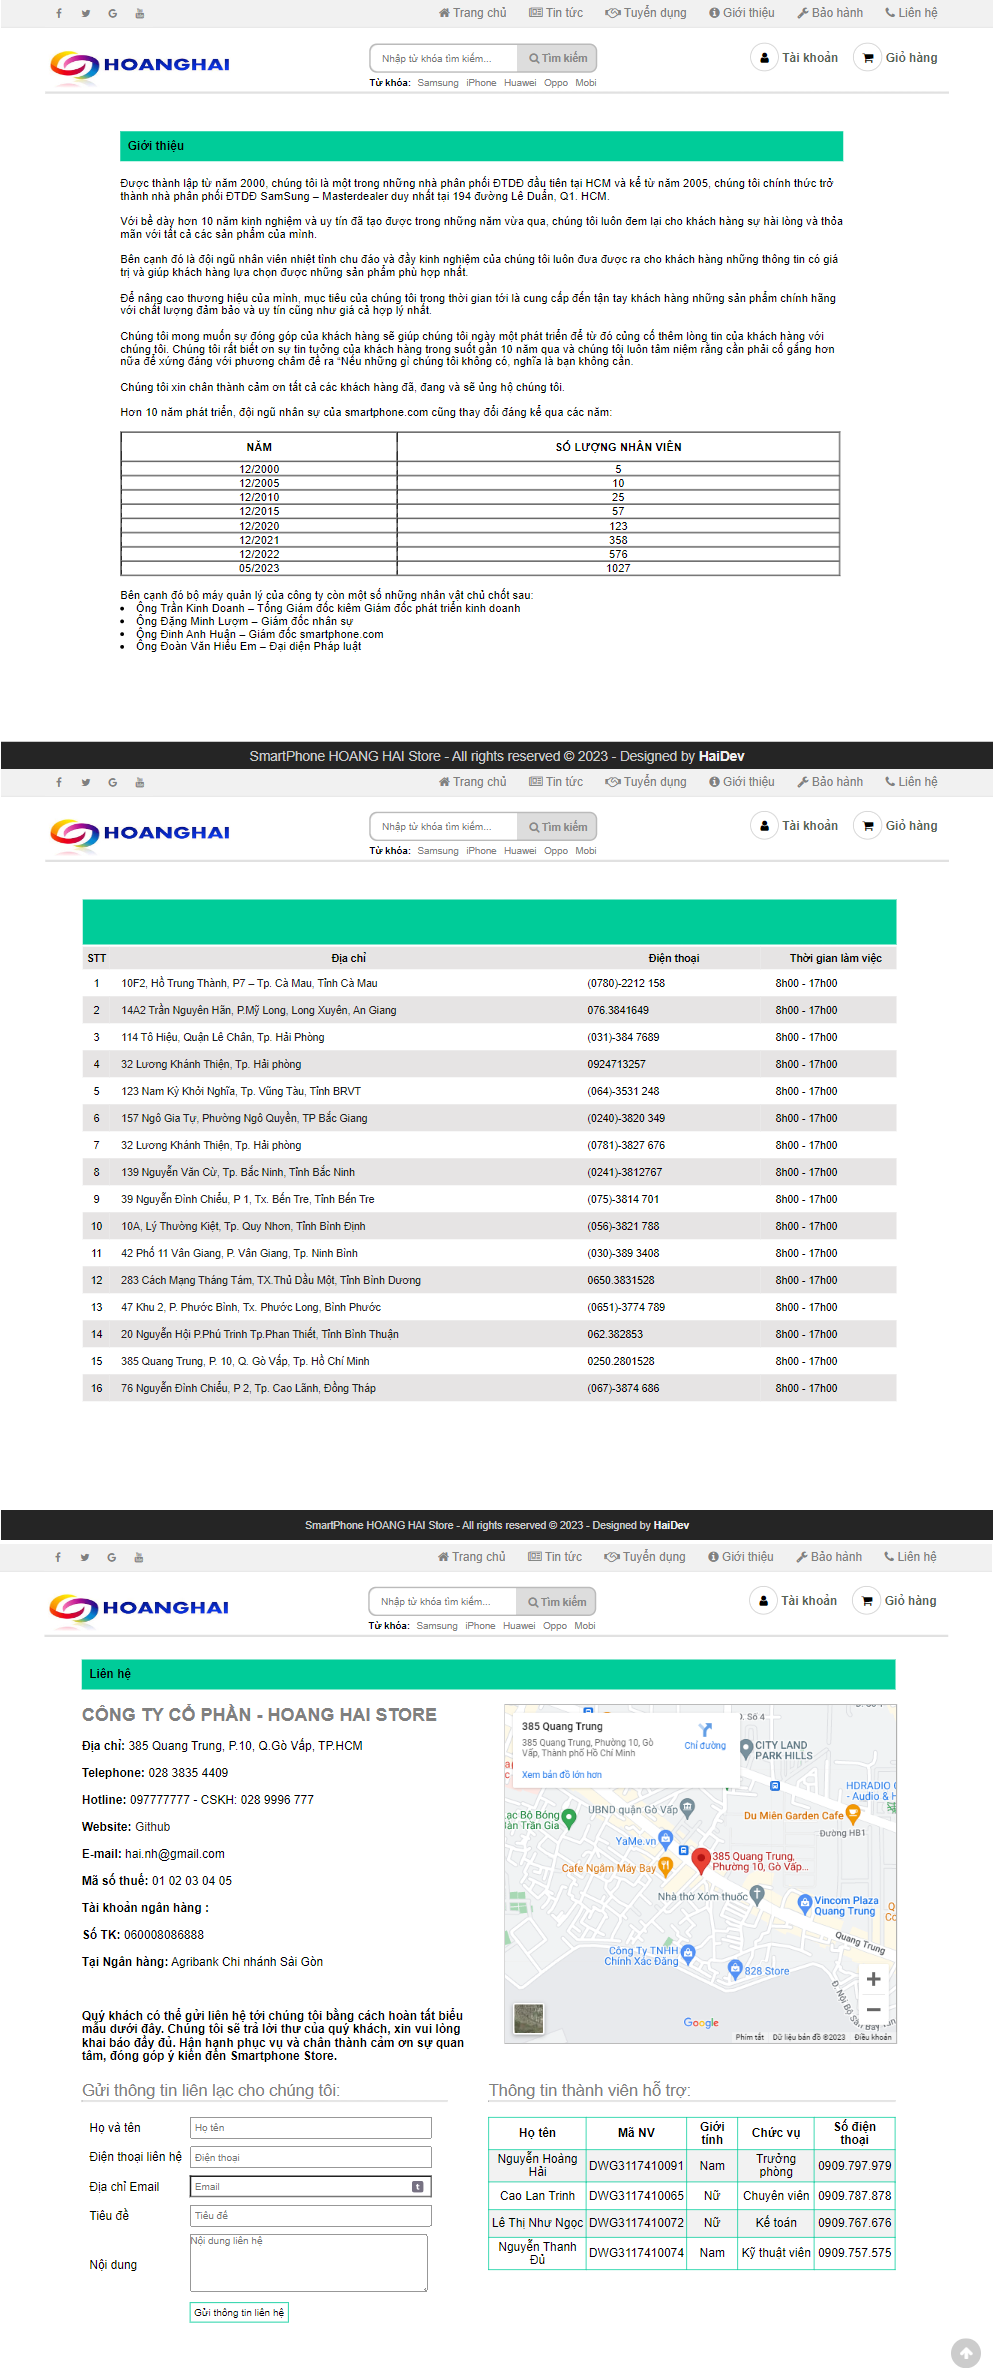 Trang chủ Tin tức Tuyển dụng Giới thiệu Bảo hành Liên hệ
HOANGHAI
Nhập từ khóa tìm kiếm... Tìm kiếm
Tài khoản Giỏ hàng
Từ khóa: Samsung iPhone Huawei Oppo Mobi
Giới thiệu
Được thành lập từ năm 2000, chúng tôi là một trong những nhà phân phối ĐTDĐ đầu tiên tại HCM và kể từ năm 2005, chúng tôi chính thức trở
thành nhà phân phối ĐTDĐ SamSung – Masterdealer duy nhất tại 194 đường Lê Duẩn, Q1. HCM.
Với bề dày hơn 10 năm kinh nghiệm và uy tín đã tạo được trong những năm vừa qua, chúng tôi luôn đem lại cho khách hàng sự hài lòng và thỏa
mãn với tất cả các sản phẩm của mình.
Bên cạnh đó là đội ngũ nhân viên nhiệt tình chu đáo và đầy kinh nghiệm của chúng tôi luôn đưa được ra cho khách hàng những thông tin có giá
trị và giúp khách hàng lựa chọn được những sản phẩm phù hợp nhất.
Để nâng cao thương hiệu của mình, mục tiêu của chúng tôi trong thời gian tới là cung cấp đến tận tay khách hàng những sản phẩm chính hãng
với chất lượng đảm bảo và uy tín cũng như giá cả hợp lý nhất.
Chúng tôi mong muốn sự đóng góp của khách hàng sẽ giúp chúng tôi ngày một phát triển để từ đó củng cố thêm lòng tin của khách hàng với
chúng tôi. Chúng tôi rất biết ơn sự tin tưởng của khách hàng trong suốt gần 10 năm qua và chúng tôi luôn tâm niệm rằng cần phải cố gắng hơn
nữa để xứng đáng với phương châm đề ra “Nếu những gì chúng tôi không có, nghĩa là bạn không cần.
Chúng tôi xin chân thành cảm ơn tất cả các khách hàng đã, đang và sẽ ủng hộ chúng tôi.
Hơn 10 năm phát triển, đội ngũ nhân sự của smartphone.com cũng thay đổi đáng kể qua các năm:
NĂM SỐ LƯỢNG NHÂN VIÊN
12/2000 5
12/2005 10
12/2010 25
12/2015 57
12/2020 123
12/2021 358
12/2022 576
05/2023 1027
Bên cạnh đó bộ máy quản lý của công ty còn một số những nhân vật chủ chốt sau:
• Ông Trần Kinh Doanh – Tổng Giám đốc kiêm Giám đốc phát triển kinh doanh
• Ông Đặng Minh Lượm – Giám đốc nhân sự
• Ông Đinh Anh Huân – Giám đốc smartphone.com
• Ông Đoàn Văn Hiểu Em – Đại diện Pháp luật
SmartPhone HOANG HAI Store - All rights reserved © 2023 - Designed by HaiDev
Trang chủ Tin tức Tuyển dụng Giới thiệu Bảo hành Liên hệ
HOANGHAI
Nhập từ khóa tìm kiếm... Tìm kiếm
Tài khoản Giỏ hàng
Từ khóa: Samsung iPhone Huawei Oppo Mobi
STT Địa chỉ Điện thoại Thời gian làm việc
1 10F2, Hồ Trung Thành, P7 – Tp. Cà Mau, Tỉnh Cà Mau (0780)-2212 158 8h00 - 17h00
2 14A2 Trần Nguyên Hãn, P.Mỹ Long, Long Xuyên, An Giang 076.3841649 8h00 - 17h00
3 114 Tô Hiệu, Quận Lê Chân, Tp. Hải Phòng (031)-384 7689 8h00 - 17h00
4 32 Lương Khánh Thiện, Tp. Hải phòng 0924713257 8h00 - 17h00
5 123 Nam Kỳ Khởi Nghĩa, Tp. Vũng Tàu, Tỉnh BRVT (064)-3531 248 8h00 - 17h00
6 157 Ngô Gia Tự, Phường Ngô Quyền, TP Bắc Giang (0240)-3820 349 8h00 - 17h00
7 32 Lương Khánh Thiện, Tp. Hải phòng (0781)-3827 676 8h00 - 17h00
8 139 Nguyễn Văn Cừ, Tp. Bắc Ninh, Tỉnh Bắc Ninh (0241)-3812767 8h00 - 17h00
9 39 Nguyễn Đình Chiểu, P 1, Tx. Bến Tre, Tỉnh Bến Tre (075)-3814 701 8h00 - 17h00
10 10A, Lý Thường Kiệt, Tp. Quy Nhơn, Tỉnh Bình Định (056)-3821 788 8h00 - 17h00
11 42 Phố 11 Vân Giang, P. Vân Giang, Tp. Ninh Bình (030)-389 3408 8h00 - 17h00
12 283 Cách Mạng Tháng Tám, TX.Thủ Dầu Một, Tỉnh Bình Dương 0650.3831528 8h00 - 17h00
13 47 Khu 2, P. Phước Bình, Tx. Phước Long, Bình Phước (0651)-3774 789 8h00 - 17h00
14 20 Nguyễn Hội P.Phú Trinh Tp.Phan Thiết, Tỉnh Bình Thuận 062.382853 8h00 - 17h00
15 385 Quang Trung, P. 10, Q. Gò Vấp, Tp. Hồ Chí Minh 0250.2801528 8h00 - 17h00
16 76 Nguyễn Đình Chiểu, P 2, Tp. Cao Lãnh, Đồng Tháp (067)-3874 686 8h00 - 17h00
SmartPhone HOANG HAI Store - All rights reserved © 2023 - Designed by HaiDev
Trang chủ Tin tức Tuyển dụng Giới thiệu Bảo hành Liên hệ
HOANGHAI
Nhập từ khóa tìm kiếm... Tìm kiếm
Tài khoản Giỏ hàng
Từ khóa: Samsung iPhone Huawei Oppo Mobi
Liên hệ
CÔNG TY CỔ PHẦN - HOANG HAI STORE
Địa chỉ: 385 Quang Trung, P.10, Q.Gò Vấp, TP.HCM
Telephone: 028 3835 4409
Hotline: 097777777 - CSKH: 028 9996 777
Website: Github
E-mail: hai.nh@gmail.com
Mã số thuế: 01 02 03 04 05
Tài khoản ngân hàng :
Số TK: 060008086888
Tại Ngân hàng: Agribank Chi nhánh Sài Gòn
Quý khách có thể gửi liên hệ tới chúng tôi bằng cách hoàn tất biểu
mẫu dưới đây. Chúng tôi sẽ trả lời thư của quý khách, xin vui lòng
khai báo đầy đủ. Hân hạnh phục vụ và chân thành cảm ơn sự quan
tâm, đóng góp ý kiến đến Smartphone Store.
385 Quang Trung
385 Quang Trung, Phường 10, Gò
Vấp, Thành phố Hồ Chí Minh
Chỉ đường
Xem bản đồ lớn hơn
Đ. Số 4
CITY LAND
PARK HILLS
HDRADIO
- Audio & H
Du Miên Garden Cafe
Đường HB1
UBND quận Gò Vấp
Lạc Bộ Bóng
Bàn Trần Gia
YaMe.vn
Cafe Ngắm Máy Bay
385 Quang Trung,
Phường 10, Gò Vấp...
Nhà thờ Xóm thuốc
Vincom Plaza
Quang Trung
Quang Trung
Công Ty TNHH
Chính Xác Đăng
828 Store
Google
Phím tắt Dữ liệu bản đồ ©2023 Điều khoản
Gửi thông tin liên lạc cho chúng tôi:
Họ và tên Họ tên
Điện thoại liên hệ Điện thoại
Địa chỉ Email Email
Tiêu đề Tiêu đề
Nội dung Nội dung liên hệ
Gửi thông tin liên hệ
Thông tin thành viên hỗ trợ:
Họ tên Mã NV Giới tính Chức vụ Số điện thoại
Nguyễn Hoàng Hải DWG3117410091 Nam Trưởng phòng 0909.797.979
Cao Lan Trinh DWG3117410065 Nữ Chuyên viên 0909.787.878
Lê Thị Như Ngọc DWG3117410072 Nữ Kế toán 0909.767.676
Nguyễn Thanh Đủ DWG3117410074 Nam Kỹ thuật viên 0909.757.575